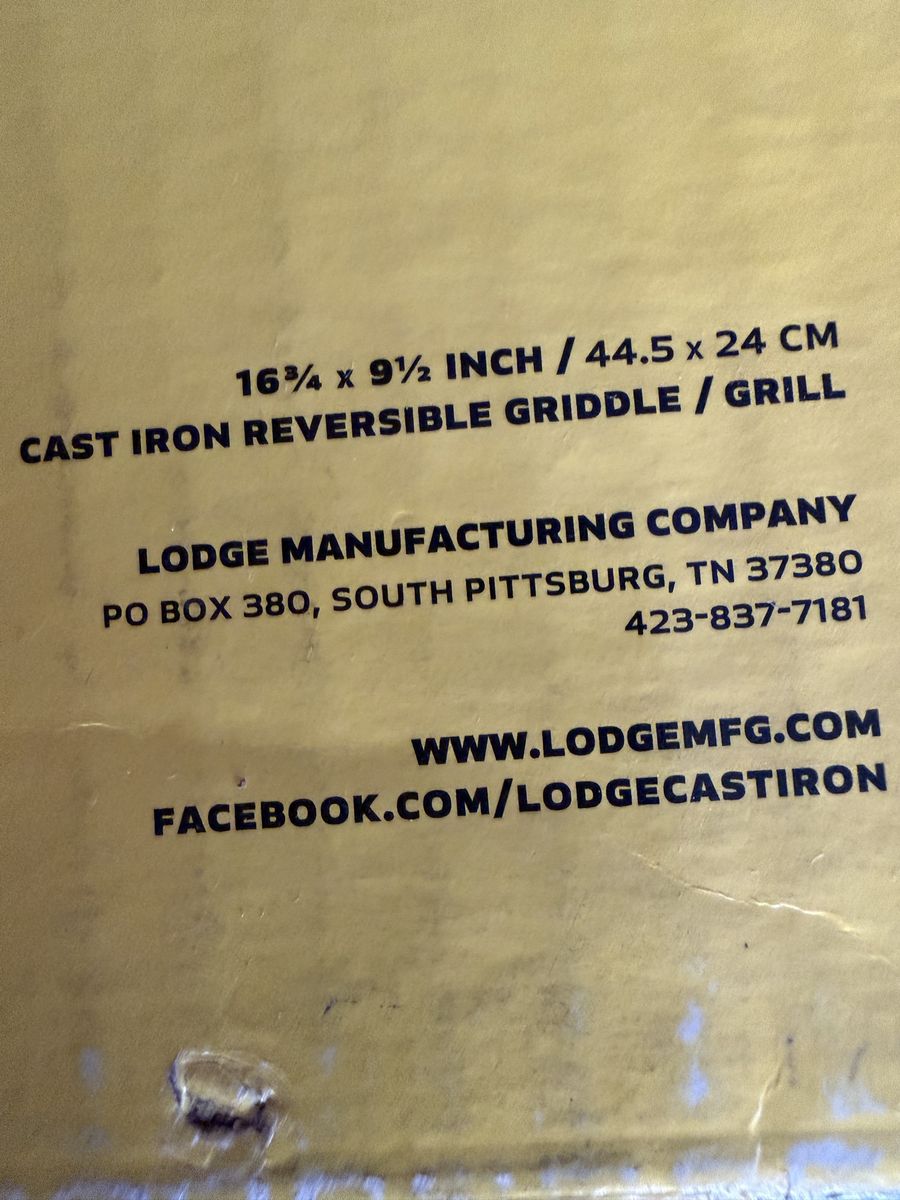 16¾ x 9½ INCH / 44.5 x 24 CM
CAST IRON REVERSIBLE GRIDDLE / GRILL
LODGE MANUFACTURING COMPANY
PO BOX 380, SOUTH PITTSBURG, TN 37380
423-837-7181
WWW.LODGEMFG.COM
FACEBOOK.COM/LODGECASTIRON